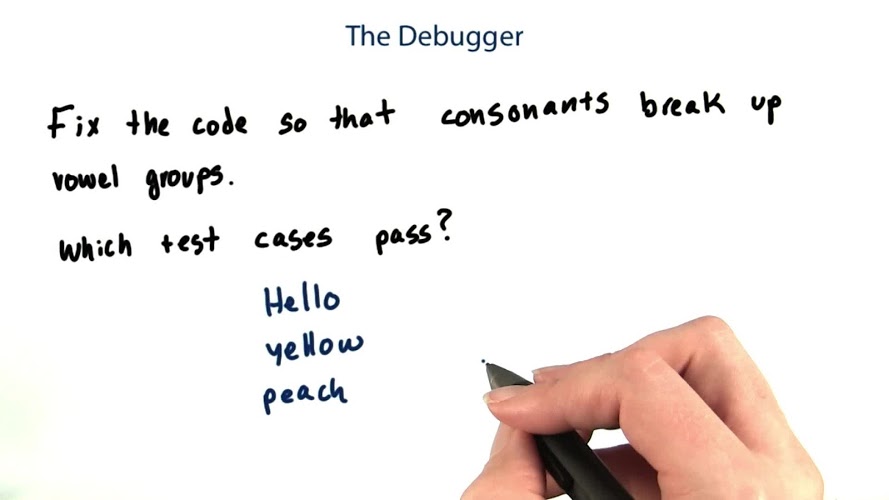 The Debugger
Fix the code so that consonants break up
vowel groups.
Which test cases pass?
Hello
yellow
peach